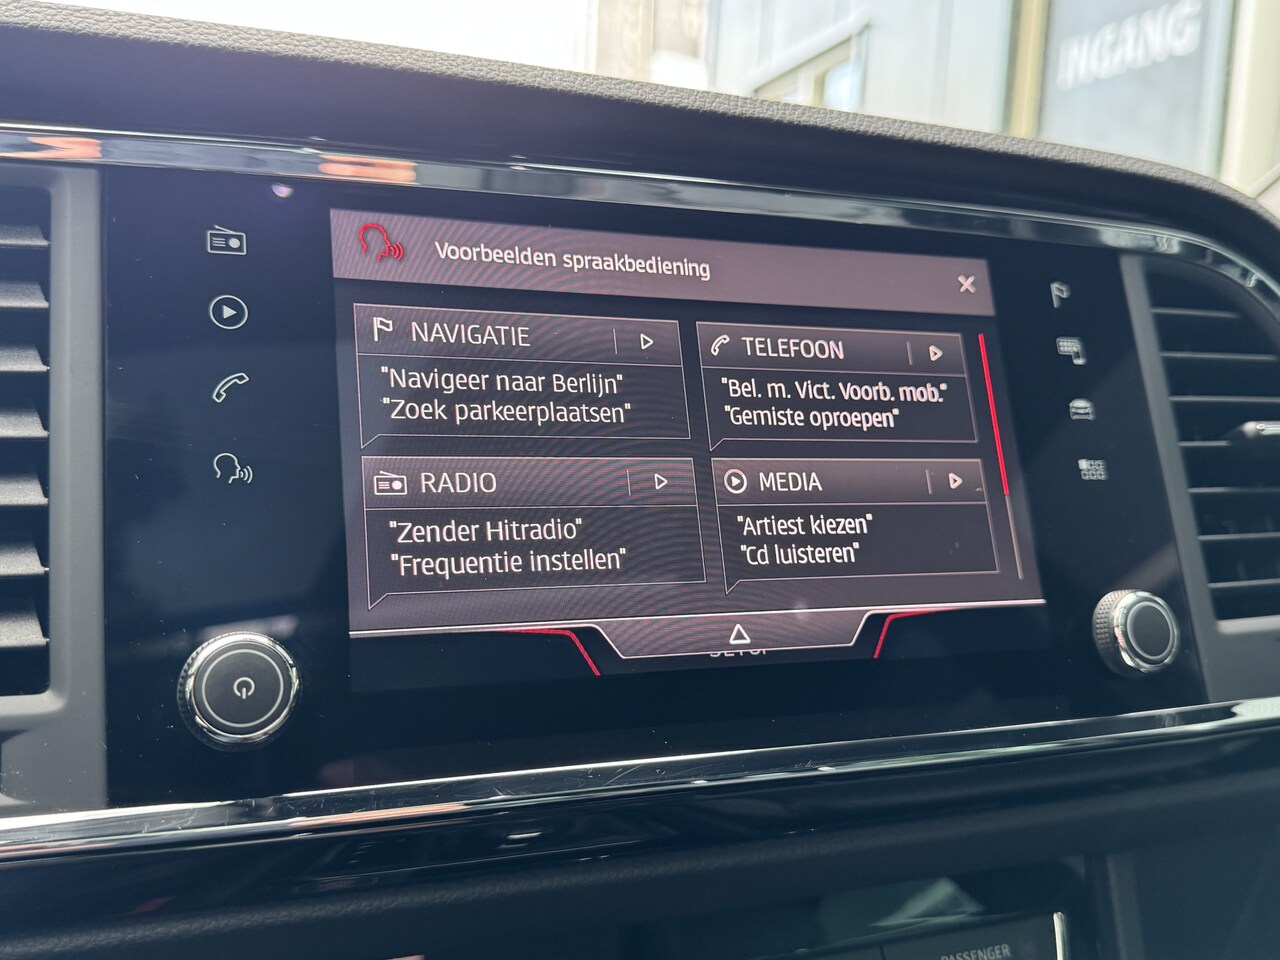 INGANG
Voorbeelden spraakbediening
NAVIGATIE
"Navigeer naar Berlijn"
"Zoek parkeerplaatsen"
TELEFOON
"Bel. m. Vict. Voorb. mob."
"Gemiste oproepen"
RADIO
"Zender Hitradio"
"Frequentie instellen"
MEDIA
"Artiest kiezen"
"Cd luisteren"
SETUP
PASSENGER